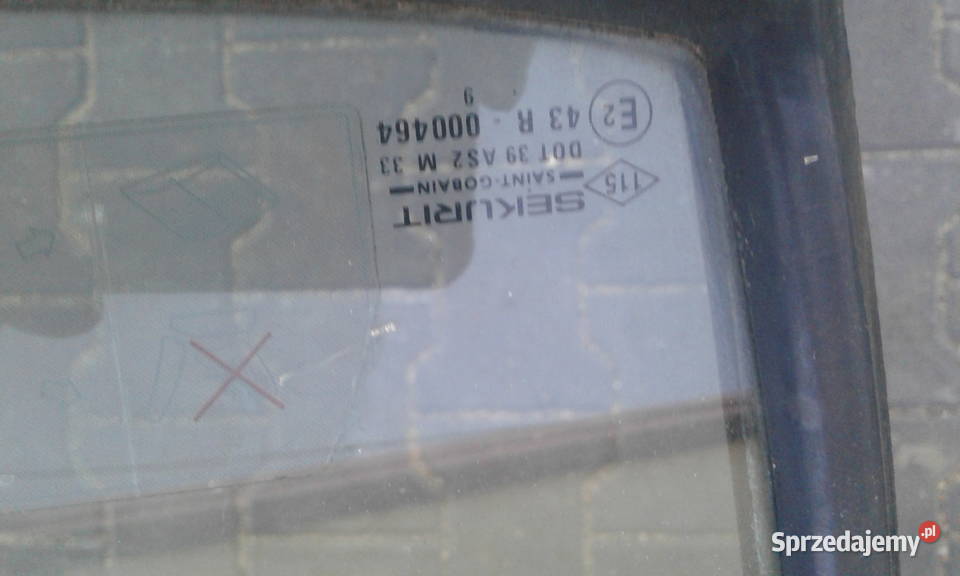 SEKURIT
SAINT-GOBAIN
115
DOT 39 AS2 M 33
E2
43 R - 000464
9
Sprzedajemy.pl